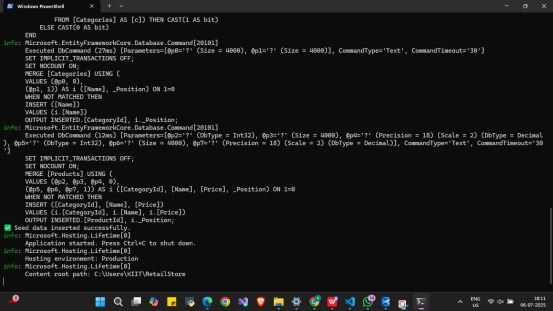 Windows PowerShell
FROM [Categories] AS [c]) THEN CAST(1 AS bit)
ELSE CAST(0 AS bit)
END
info: Microsoft.EntityFrameworkCore.Database.Command[20101]
Executed DbCommand (27ms) [Parameters=[@p0='?' (Size = 4000), @p1='?' (Size = 4000)], CommandType='Text', CommandTimeout='30']
SET IMPLICIT_TRANSACTIONS OFF;
SET NOCOUNT ON;
MERGE [Categories] USING (
VALUES (@p0, 0),
(@p1, 1)) AS i ([Name], _Position) ON 1=0
WHEN NOT MATCHED THEN
INSERT ([Name])
VALUES (i.[Name])
OUTPUT INSERTED.[CategoryId], i._Position;
info: Microsoft.EntityFrameworkCore.Database.Command[20101]
Executed DbCommand (12ms) [Parameters=[@p2='?' (DbType = Int32), @p3='?' (Size = 4000), @p4='?' (Precision = 18) (Scale = 2) (DbType = Decimal
), @p5='?' (DbType = Int32), @p6='?' (Size = 4000), @p7='?' (Precision = 18) (Scale = 2) (DbType = Decimal)], CommandType='Text', CommandTimeout='30
']
SET IMPLICIT_TRANSACTIONS OFF;
SET NOCOUNT ON;
MERGE [Products] USING (
VALUES (@p2, @p3, @p4, 0),
(@p5, @p6, @p7, 1)) AS i ([CategoryId], [Name], [Price], _Position) ON 1=0
WHEN NOT MATCHED THEN
INSERT ([CategoryId], [Name], [Price])
VALUES (i.[CategoryId], i.[Name], i.[Price])
OUTPUT INSERTED.[ProductId], i._Position;
✅ Seed data inserted successfully.
info: Microsoft.Hosting.Lifetime[0]
Application started. Press Ctrl+C to shut down.
info: Microsoft.Hosting.Lifetime[0]
Hosting environment: Production
info: Microsoft.Hosting.Lifetime[0]
Content root path: C:\Users\KIIT\RetailStore
ENG
US
18:11
06-07-2025